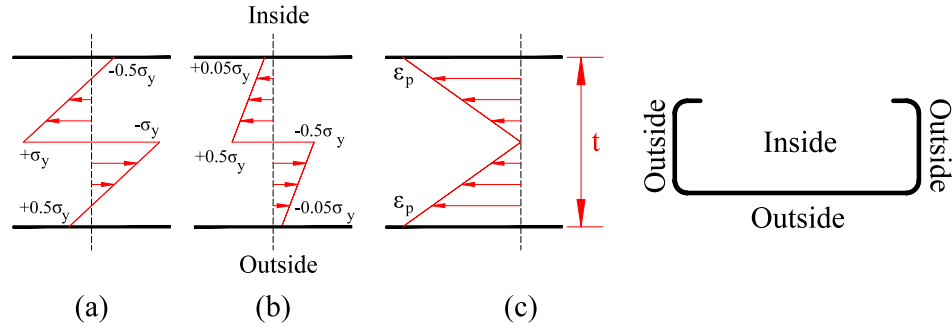 Inside
-0.5σy
-σy
+σy
+0.5σy
+0.05σy
-0.5σy
+0.5σy
-0.05σy
Outside
εp
εp
t
Outside
Inside
Outside
Outside
(a)
(b)
(c)